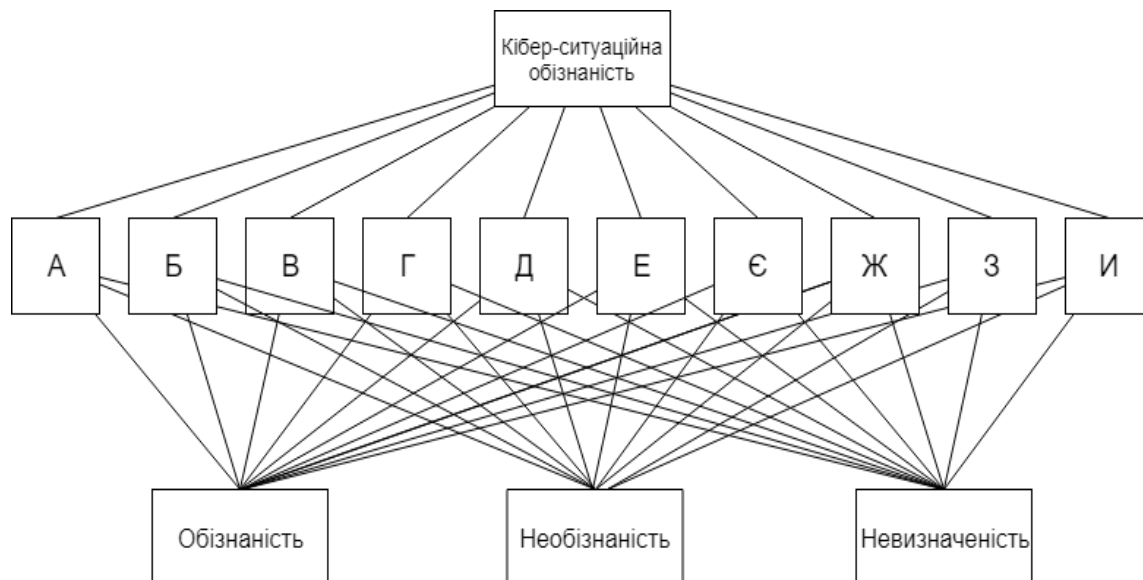 Кібер-ситуаційна
обізнаність
А Б В Г Д Е Є Ж З И
Обізнаність Необізнаність Невизначеність